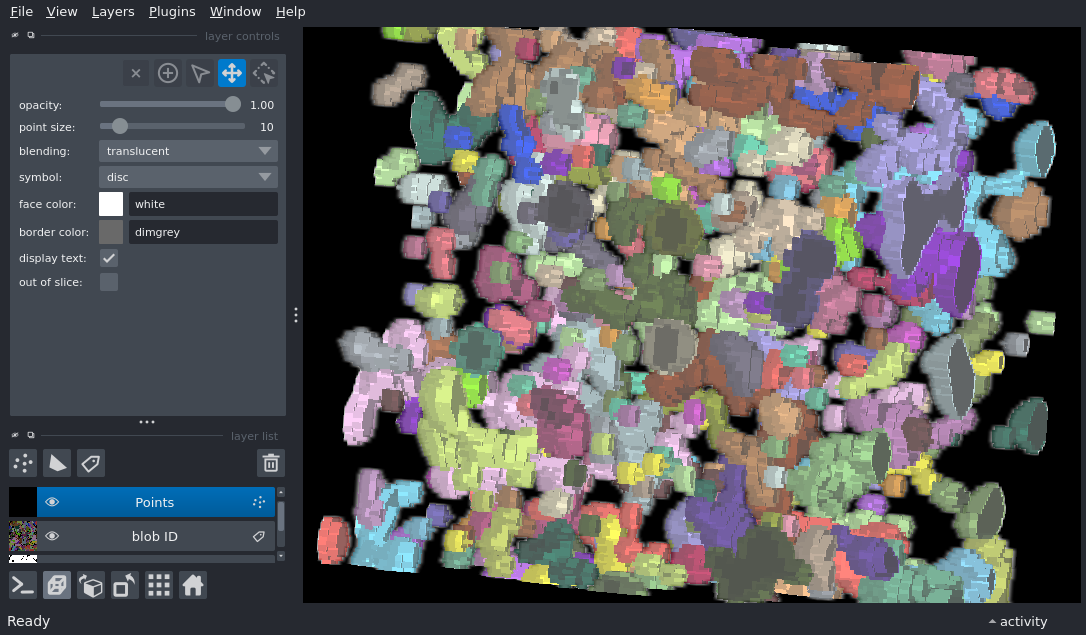 File View Layers Plugins Window Help
layer controls
opacity: 1.00
point size: 10
blending: translucent
symbol: disc
face color: white
border color: dimgrey
display text:
out of slice:
layer list
Points
blob ID
Ready activity